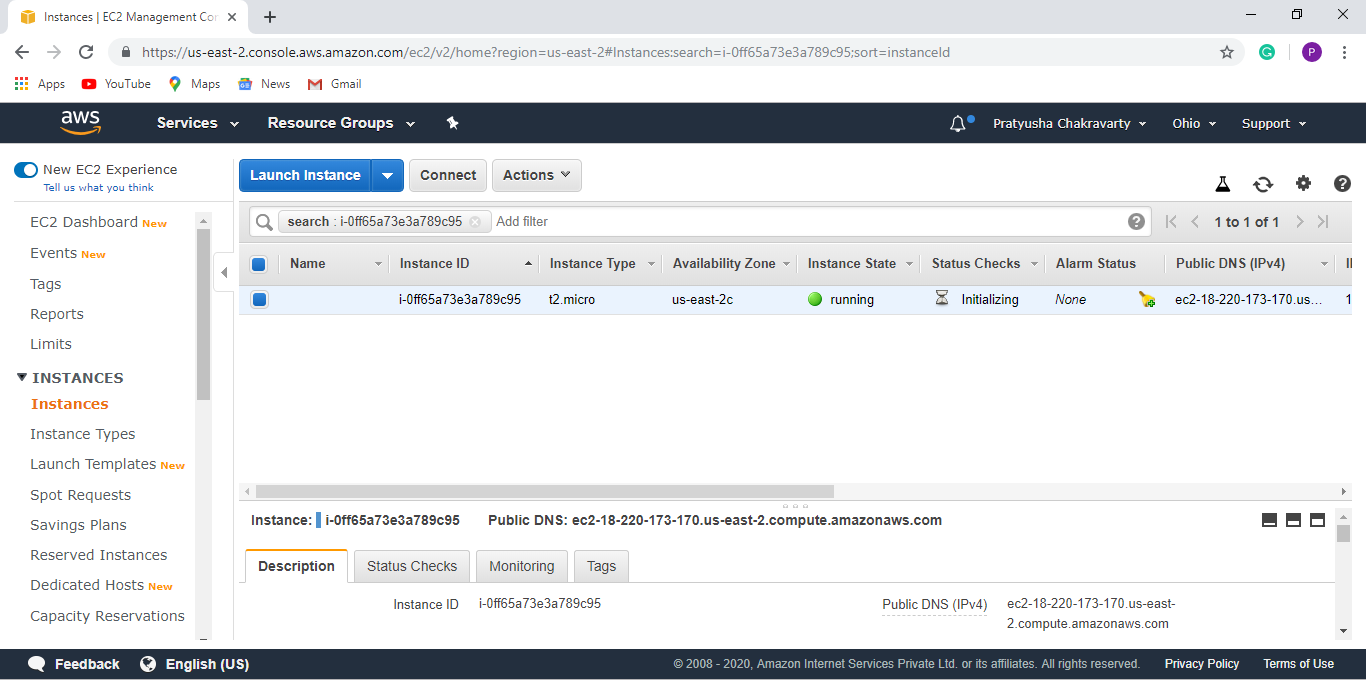 Instances | EC2 Management Con
https://us-east-2.console.aws.amazon.com/ec2/v2/home?region=us-east-2#Instances:search=i-0ff65a73e3a789c95;sort=instanceId
P
Apps YouTube Maps News Gmail
aws Services Resource Groups Pratyusha Chakravarty Ohio Support
New EC2 Experience
Tell us what you think
EC2 Dashboard New
Events New
Tags
Reports
Limits
INSTANCES
Instances
Instance Types
Launch Templates New
Spot Requests
Savings Plans
Reserved Instances
Dedicated Hosts New
Capacity Reservations
Launch Instance Connect Actions
search : i-0ff65a73e3a789c95 Add filter 1 to 1 of 1
Name Instance ID Instance Type Availability Zone Instance State Status Checks Alarm Status Public DNS (IPv4)
i-0ff65a73e3a789c95 t2.micro us-east-2c running Initializing None ec2-18-220-173-170.us... 1
Instance: i-0ff65a73e3a789c95 Public DNS: ec2-18-220-173-170.us-east-2.compute.amazonaws.com
Description Status Checks Monitoring Tags
Instance ID i-0ff65a73e3a789c95 Public DNS (IPv4) ec2-18-220-173-170.us-east-
2.compute.amazonaws.com
Feedback English (US) © 2008 - 2020, Amazon Internet Services Private Ltd. or its affiliates. All rights reserved. Privacy Policy Terms of Use